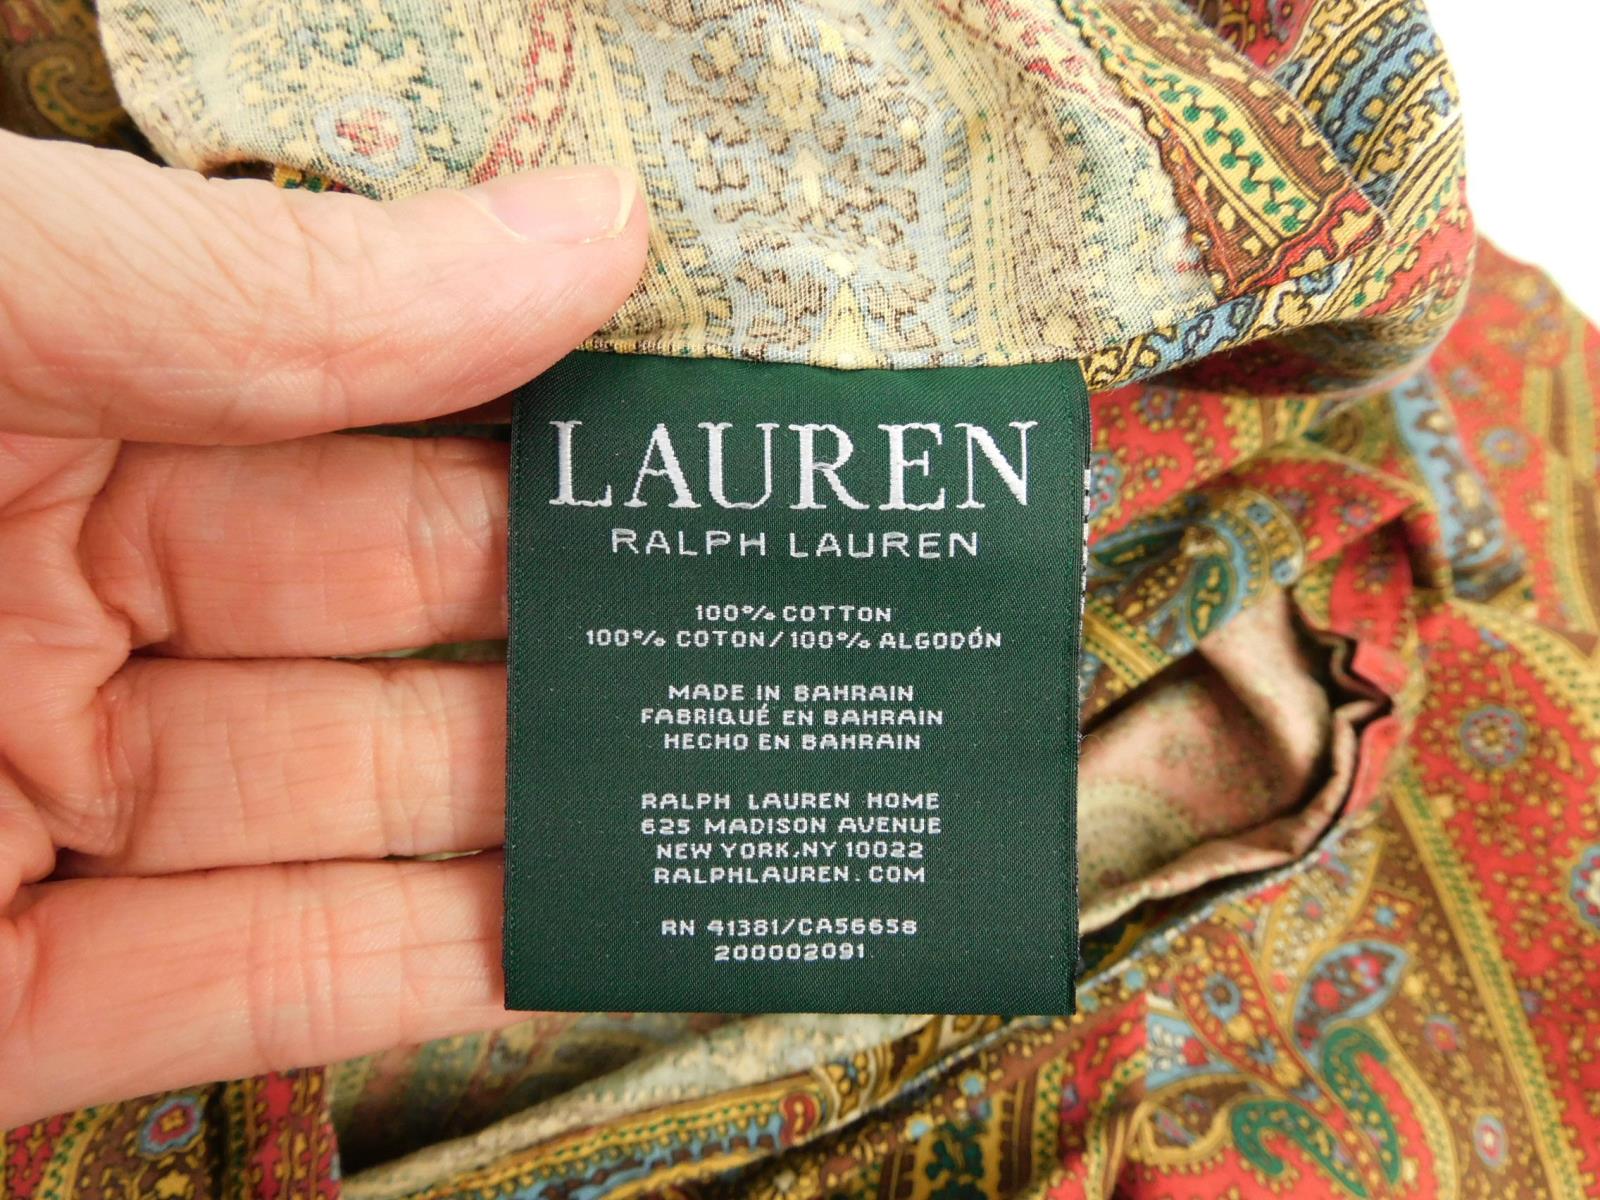 LAUREN
RALPH LAUREN
100% COTTON
100% COTON/100% ALGODÓN
MADE IN BAHRAIN
FABRIQUÉ EN BAHRAIN
HECHO EN BAHRAIN
RALPH LAUREN HOME
625 MADISON AVENUE
NEW YORK, NY 10022
RALPHLAUREN.COM
RN 41381/CA56658
200002091